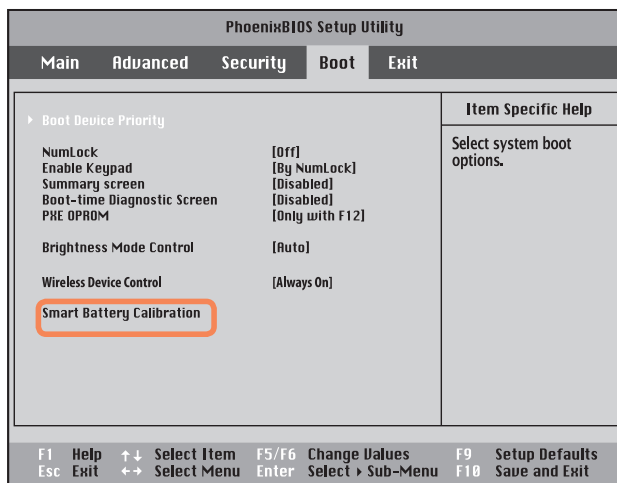 PhoenixBIOS Setup Utility
Main Advanced Security Boot Exit
Boot Device Priority
NumLock [Off]
Enable Keypad [By NumLock]
Summary screen [Disabled]
Boot-time Diagnostic Screen [Disabled]
PXE OPROM [Only with F12]
Brightness Mode Control [Auto]
Wireless Device Control [Always On]
Smart Battery Calibration
Item Specific Help
Select system boot
options.
F1 Help ↑↓ Select Item F5/F6 Change Values F9 Setup Defaults
Esc Exit ←→ Select Menu Enter Select ▸ Sub-Menu F10 Save and Exit